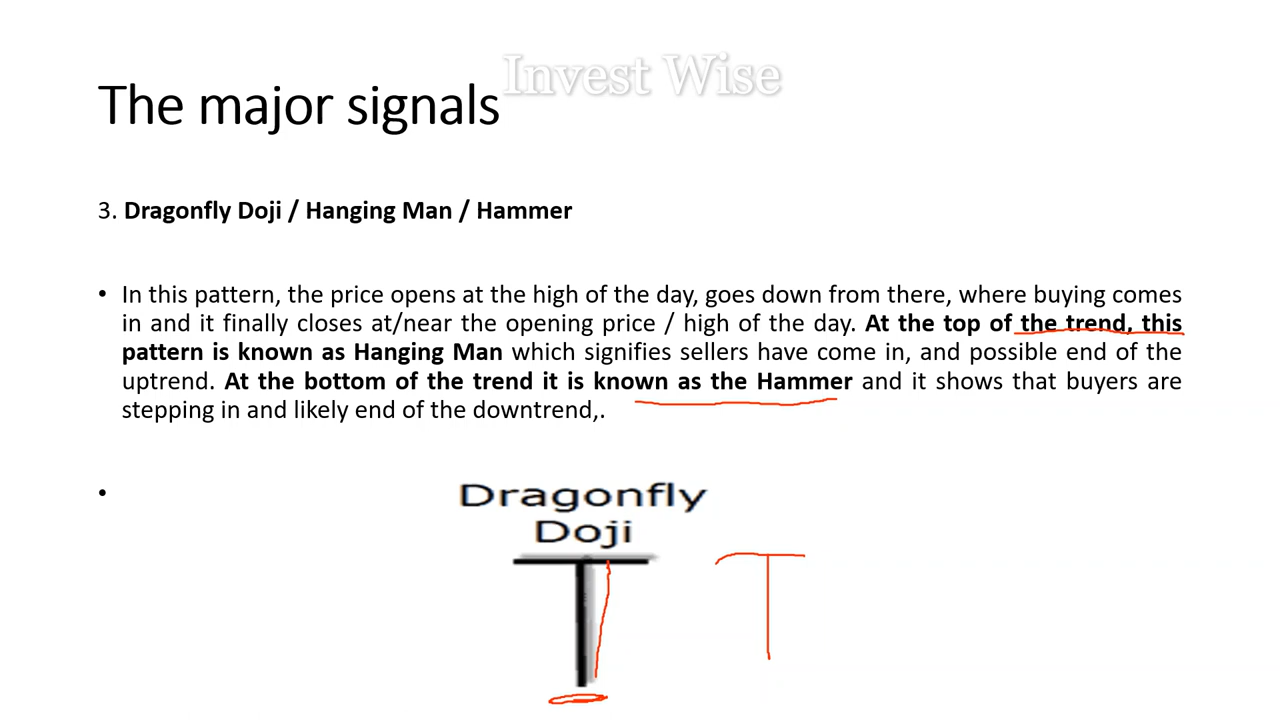 Invest Wise
The major signals
3. Dragonfly Doji / Hanging Man / Hammer
• In this pattern, the price opens at the high of the day, goes down from there, where buying comes
in and it finally closes at/near the opening price / high of the day. At the top of the trend, this
pattern is known as Hanging Man which signifies sellers have come in, and possible end of the
uptrend. At the bottom of the trend it is known as the Hammer and it shows that buyers are
stepping in and likely end of the downtrend,.
•
Dragonfly
Doji